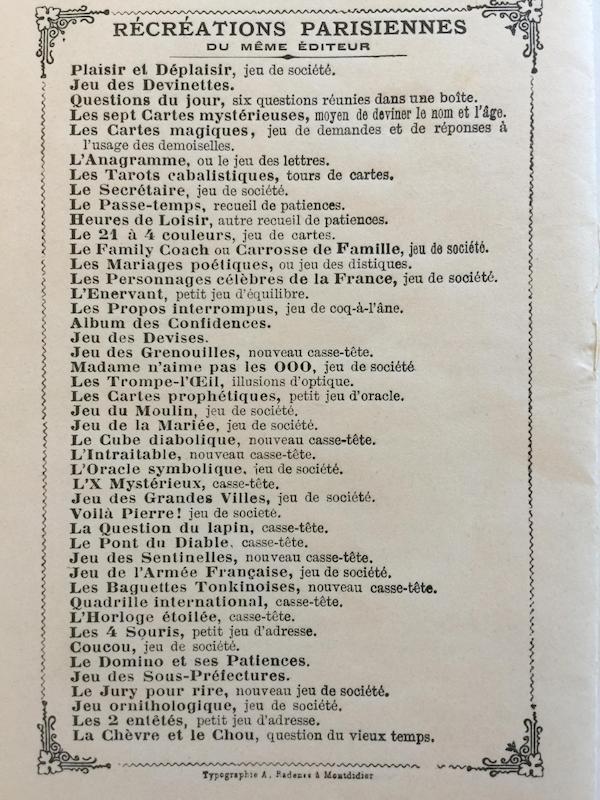 RÉCRÉATIONS PARISIENNES
DU MÊME ÉDITEUR
Plaisir et Déplaisir, jeu de société.
Jeu des Devinettes.
Questions du jour, six questions réunies dans une boîte.
Les sept Cartes mystérieuses, moyen de deviner le nom et l'âge.
Les Cartes magiques, jeu de demandes et de réponses à
l'usage des demoiselles.
L'Anagramme, ou le jeu des lettres.
Les Tarots cabalistiques, tours de cartes.
Le Secrétaire, jeu de société.
Le Passe-temps, recueil de patiences.
Heures de Loisir, autre recueil de patiences.
Le 21 à 4 couleurs, jeu de cartes.
Le Family Coach ou Carrosse de Famille, jeu de société.
Les Mariages poétiques, ou jeu des distiques.
Les Personnages célèbres de la France, jeu de société.
L'Enervant, petit jeu d'équilibre.
Les Propos interrompus, jeu de coq-à-l'âne.
Album des Confidences.
Jeu des Devises.
Jeu des Grenouilles, nouveau casse-tête.
Madame n'aime pas les OOO, jeu de société
Les Trompe-l'Œil, illusions d'optique.
Les Cartes prophétiques, petit jeu d'oracle.
Jeu du Moulin, jeu de société.
Jeu de la Mariée, jeu de société.
Le Cube diabolique, nouveau casse-tête.
L'Intraitable, nouveau casse-tête.
L'Oracle symbolique, jeu de société.
L'X Mystérieux, casse-tête.
Jeu des Grandes Villes, jeu de société.
Voilà Pierre! jeu de societé.
La Question du lapin, casse-tête.
Le Pont du Diable, casse-tête.
Jeu des Sentinelles, nouveau casse-tête.
Jeu de l'Armée Française, jeu de société.
Les Baguettes Tonkinoises, nouveau casse-tête.
Quadrille international, casse-tête.
L'Horloge étoilée, casse-tête.
Les 4 Souris, petit jeu d'adresse.
Coucou, jeu de société.
Le Domino et ses Patiences.
Jeu des Sous-Préfectures.
Le Jury pour rire, nouveau jeu de société.
Jeu ornithologique, jeu de société.
Les 2 entêtés, petit jeu d'adresse.
La Chèvre et le Chou, question du vieux temps.
Typographie A. Radenez à Montdidier